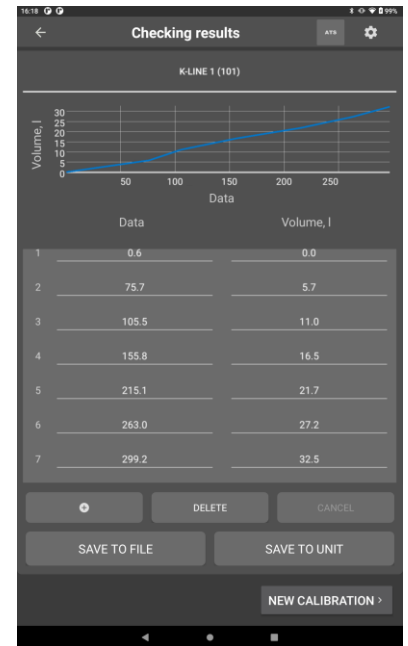 16:18 99%
Checking results ATS
K-LINE 1 (101)
Volume, l
30
25
20
15
10
5
0
50 100 150 200 250
Data
Data Volume, l
1 0.6 0.0
2 75.7 5.7
3 105.5 11.0
4 155.8 16.5
5 215.1 21.7
6 263.0 27.2
7 299.2 32.5
DELETE CANCEL
SAVE TO FILE SAVE TO UNIT
NEW CALIBRATION >